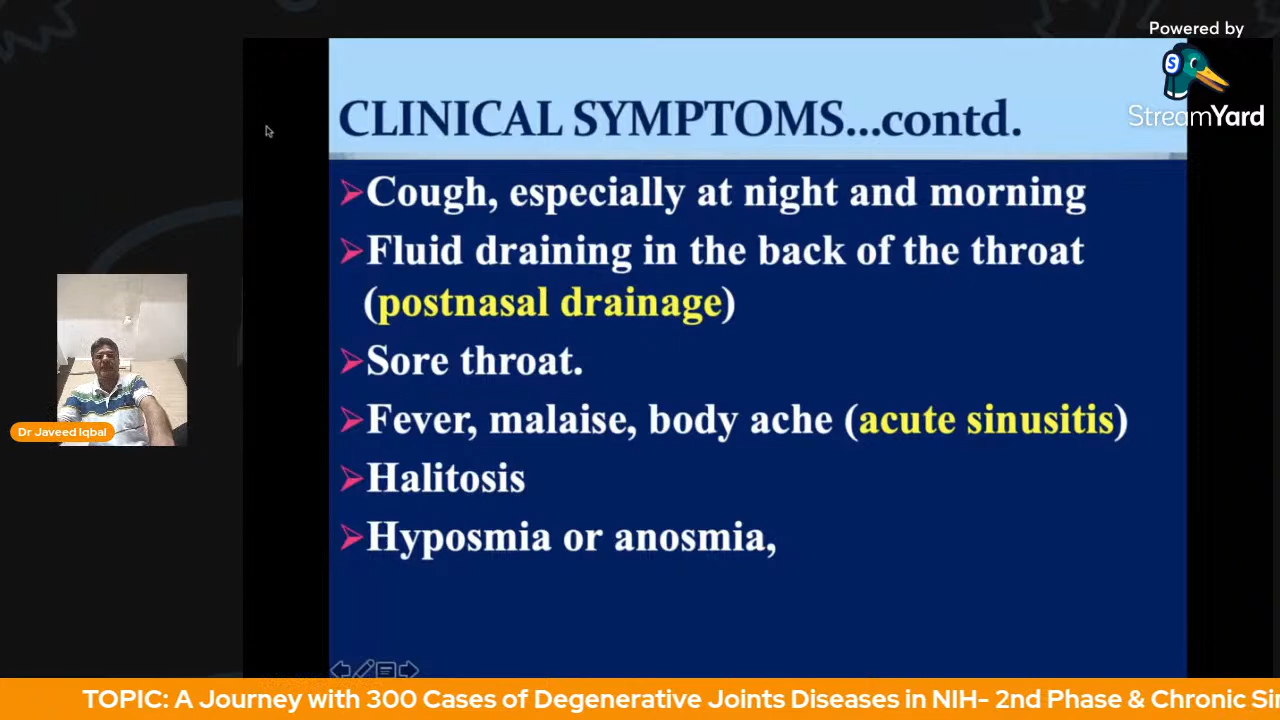 Powered by
StreamYard
CLINICAL SYMPTOMS...contd.
Cough, especially at night and morning
Fluid draining in the back of the throat
(postnasal drainage)
Sore throat.
Fever, malaise, body ache (acute sinusitis)
Halitosis
Hyposmia or anosmia,
Dr Javeed Iqbal
TOPIC: A Journey with 300 Cases of Degenerative Joints Diseases in NIH- 2nd Phase & Chronic Si